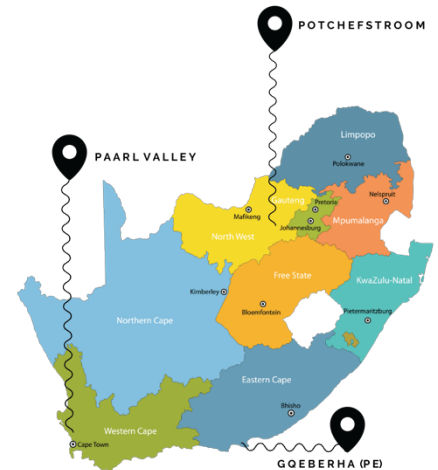 POTCHEFSTROOM
PAARL VALLEY
Limpopo
Polokwane
Nelspruit
Gauteng
Pretoria
Mafikeng
Mpumalanga
Johannesburg
North West
Free State
KwaZulu-Natal
Kimberley
Bloemfontein
Pietermaritzburg
Northern Cape
Eastern Cape
Bhisho
Western Cape
Cape Town
GQEBERHA (PE)